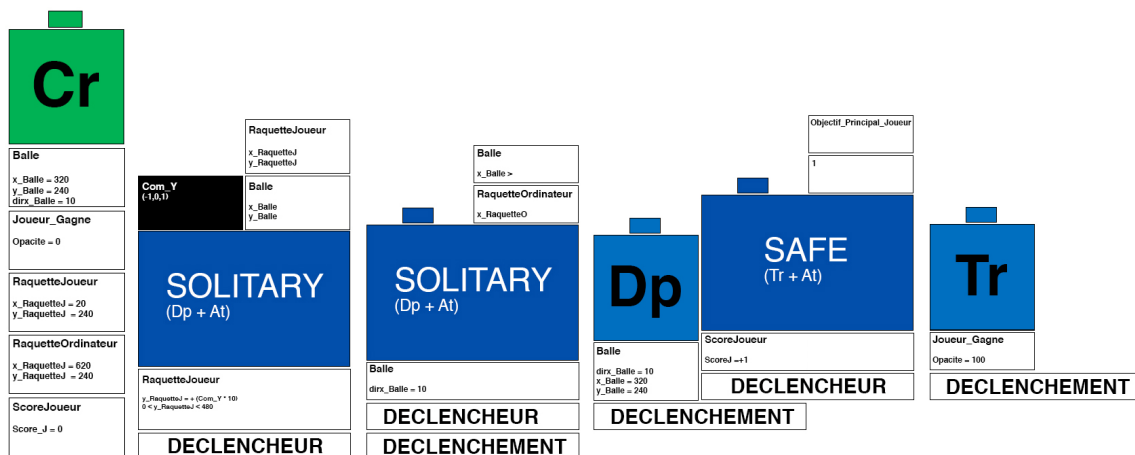 Cr
Balle
x_Balle = 320
y_Balle = 240
dirx_Balle = 10
Joueur_Gagne
Opacite = 0
RaquetteJoueur
x_RaquetteJ = 20
y_RaquetteJ = 240
RaquetteOrdinateur
x_RaquetteJ = 620
y_RaquetteJ = 240
ScoreJoueur
Score_J = 0
RaquetteJoueur
x_RaquetteJ
y_RaquetteJ
Com_Y
(-1,0,1)
Balle
x_Balle
y_Balle
SOLITARY
(Dp + At)
RaquetteJoueur
y_RaquetteJ = + (Com_Y * 10)
0 < y_RaquetteJ < 480
DECLENCHEUR
Balle
x_Balle >
RaquetteOrdinateur
x_RaquetteO
SOLITARY
(Dp + At)
Balle
dirx_Balle = 10
DECLENCHEUR
DECLENCHEMENT
Dp
Balle
dirx_Balle = 10
x_Balle = 320
y_Balle = 240
DECLENCHEMENT
Objectif_Principal_Joueur
1
SAFE
(Tr + At)
ScoreJoueur
ScoreJ =+1
DECLENCHEUR
Tr
Joueur_Gagne
Opacite = 100
DECLENCHEMENT